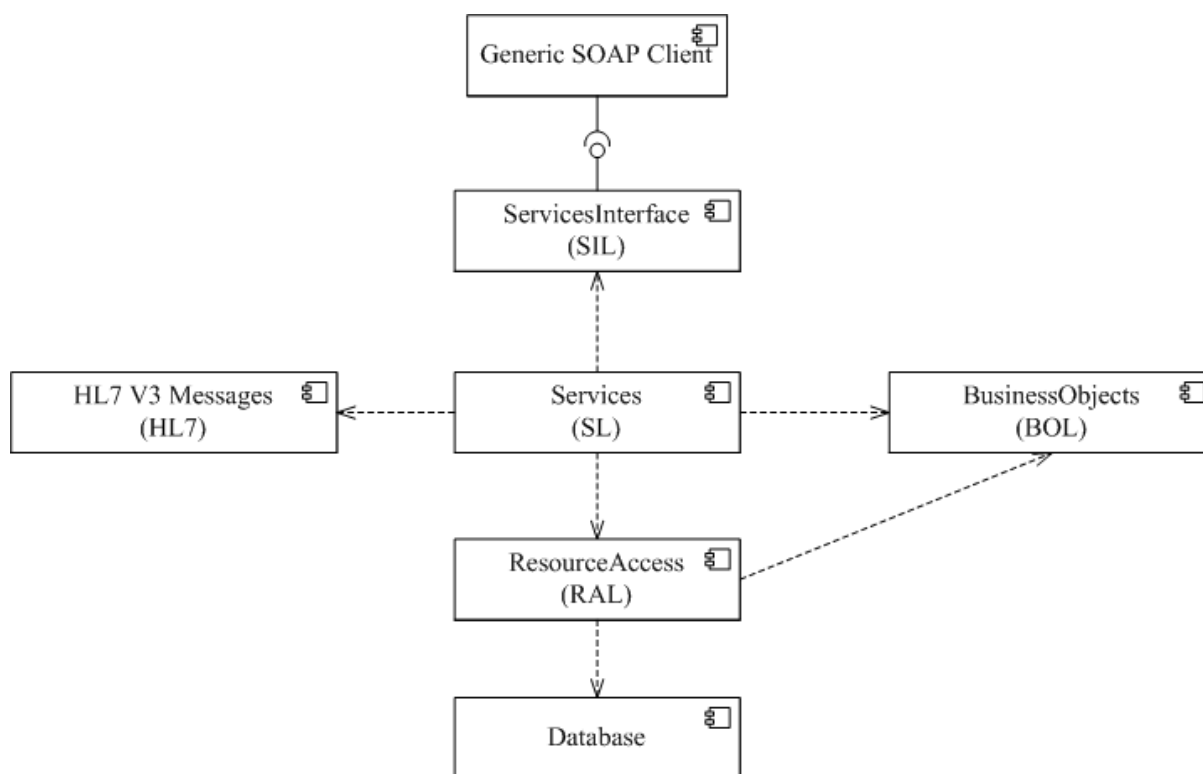 Generic SOAP Client
ServicesInterface
(SIL)
HL7 V3 Messages
(HL7)
Services
(SL)
BusinessObjects
(BOL)
ResourceAccess
(RAL)
Database